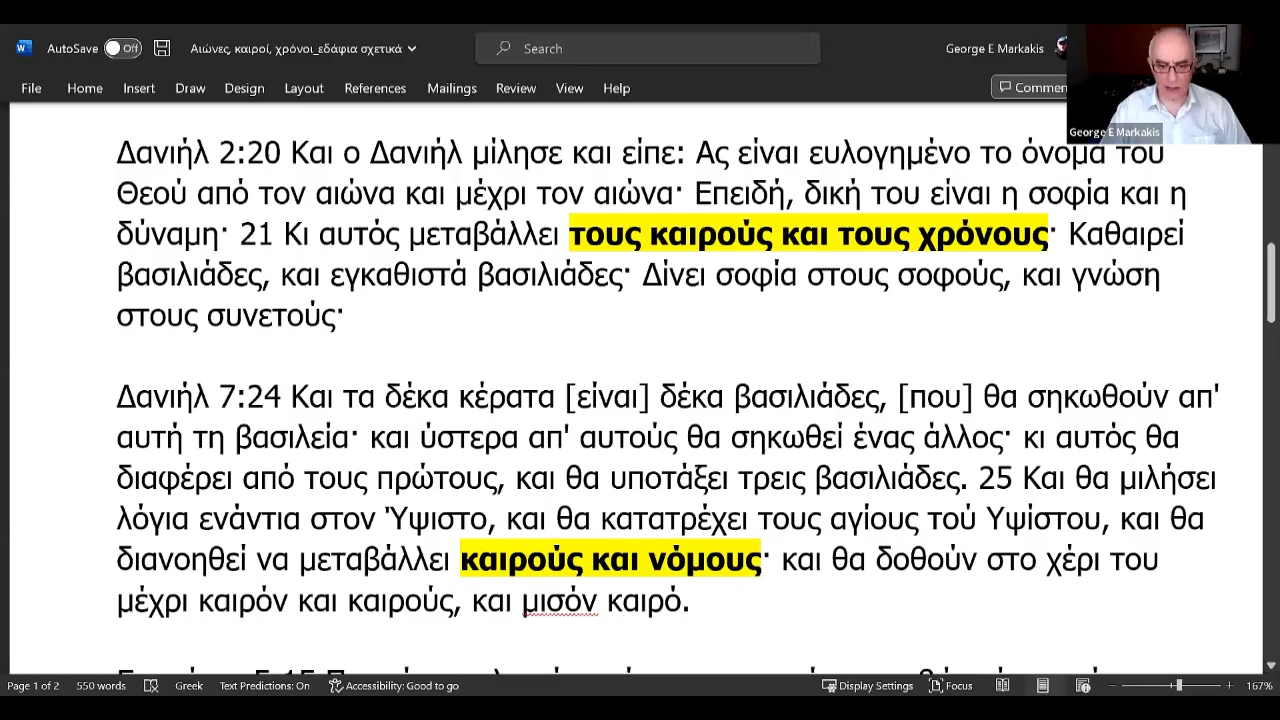 AutoSave Off Αιώνες, καιροί, χρόνοι_εδάφια σχετικά Search George E Markakis
File Home Insert Draw Design Layout References Mailings Review View Help
George E Markakis
Δανιήλ 2:20 Και ο Δανιήλ μίλησε και είπε: Ας είναι ευλογημένο το όνομα του
Θεού από τον αιώνα και μέχρι τον αιώνα· Επειδή, δική του είναι η σοφία και η
δύναμη· 21 Κι αυτός μεταβάλλει τους καιρούς και τους χρόνους· Καθαιρεί
βασιλιάδες, και εγκαθιστά βασιλιάδες· Δίνει σοφία στους σοφούς, και γνώση
στους συνετούς·
Δανιήλ 7:24 Και τα δέκα κέρατα [είναι] δέκα βασιλιάδες, [που] θα σηκωθούν απ'
αυτή τη βασιλεία· και ύστερα απ' αυτούς θα σηκωθεί ένας άλλος· κι αυτός θα
διαφέρει από τους πρώτους, και θα υποτάξει τρεις βασιλιάδες. 25 Και θα μιλήσει
λόγια ενάντια στον Ύψιστο, και θα κατατρέχει τους αγίους τού Υψίστου, και θα
διανοηθεί να μεταβάλλει καιρούς και νόμους· και θα δοθούν στο χέρι του
μέχρι καιρόν και καιρούς, και μισόν καιρό.
Page 1 of 2 550 words Greek Text Predictions: On Accessibility: Good to go Display Settings Focus 167%